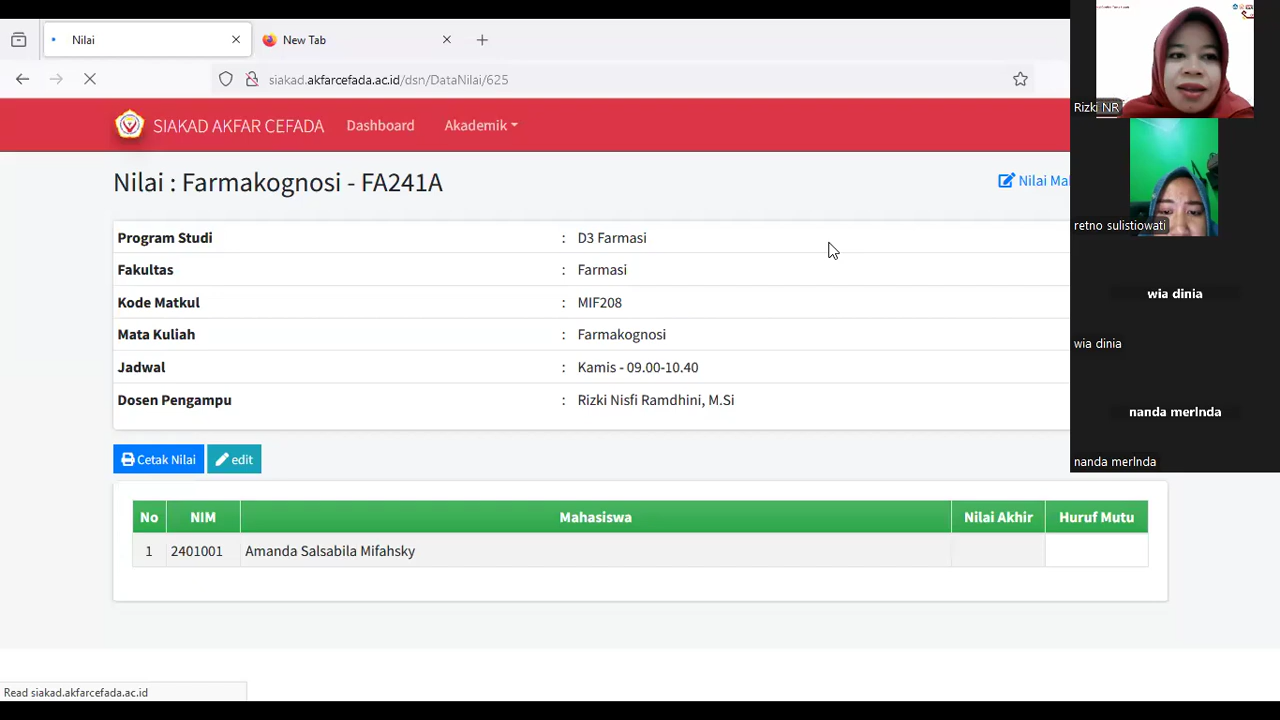 Nilai
New Tab
siakad.akfarcefada.ac.id/dsn/DataNilai/625
SIAKAD AKFAR CEFADA Dashboard Akademik
Nilai : Farmakognosi - FA241A
Nilai Ma
Program Studi : D3 Farmasi
Fakultas : Farmasi
Kode Matkul : MIF208
Mata Kuliah : Farmakognosi
Jadwal : Kamis - 09.00-10.40
Dosen Pengampu : Rizki Nisfi Ramdhini, M.Si
Cetak Nilai edit
No NIM Mahasiswa Nilai Akhir Huruf Mutu
1 2401001 Amanda Salsabila Mifahsky
Read siakad.akfarcefada.ac.id
Rizki NR
retno sulistiowati
wia dinia
wia dinia
nanda merlnda
nanda merlnda